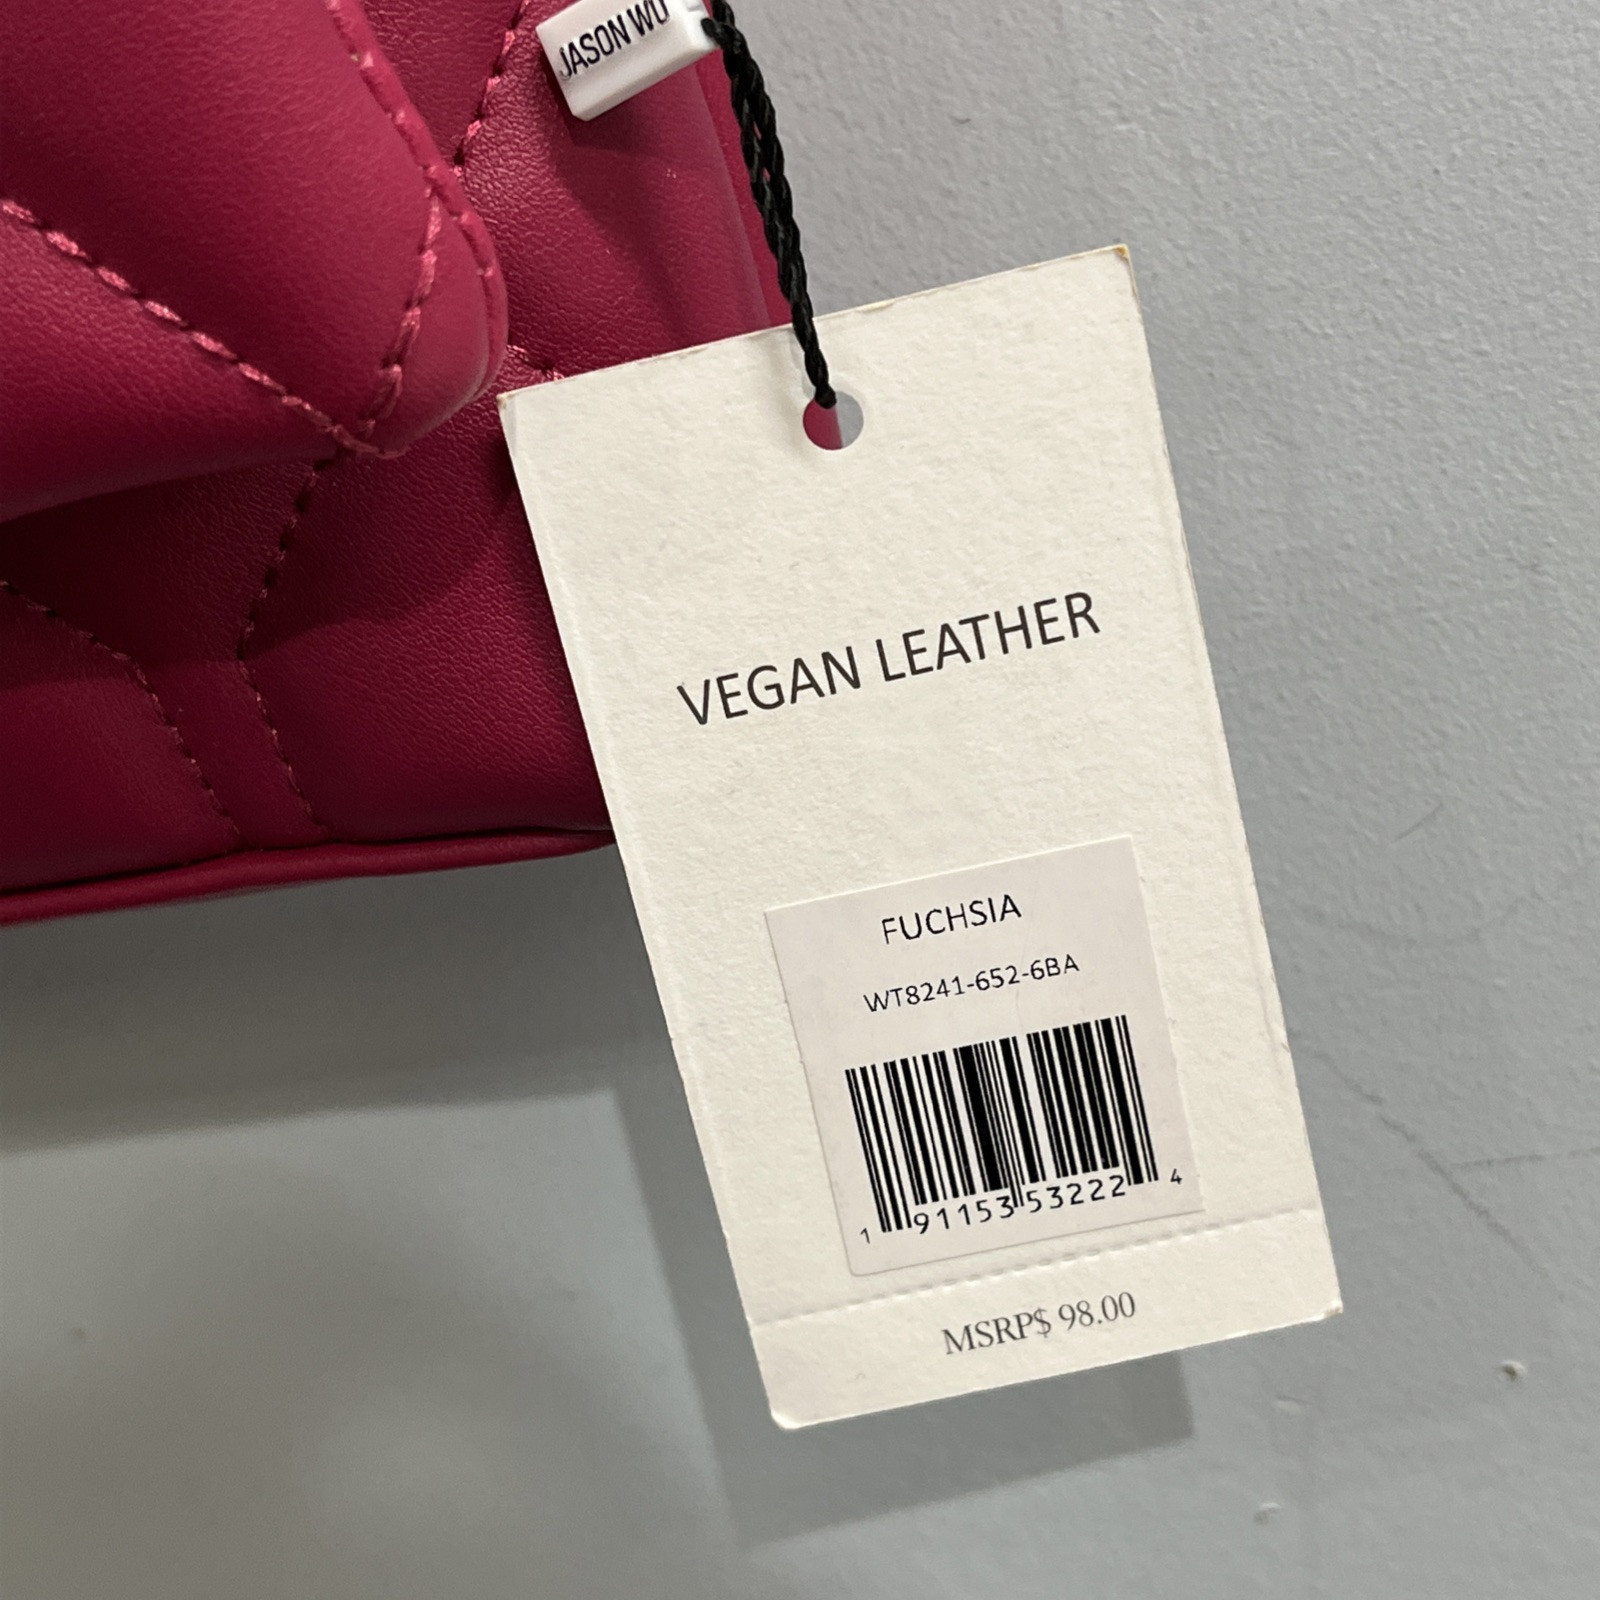 JASON WU
VEGAN LEATHER
FUCHSIA
WT8241-652-6BA
1 91153 53222 4
MSRP$ 98.00